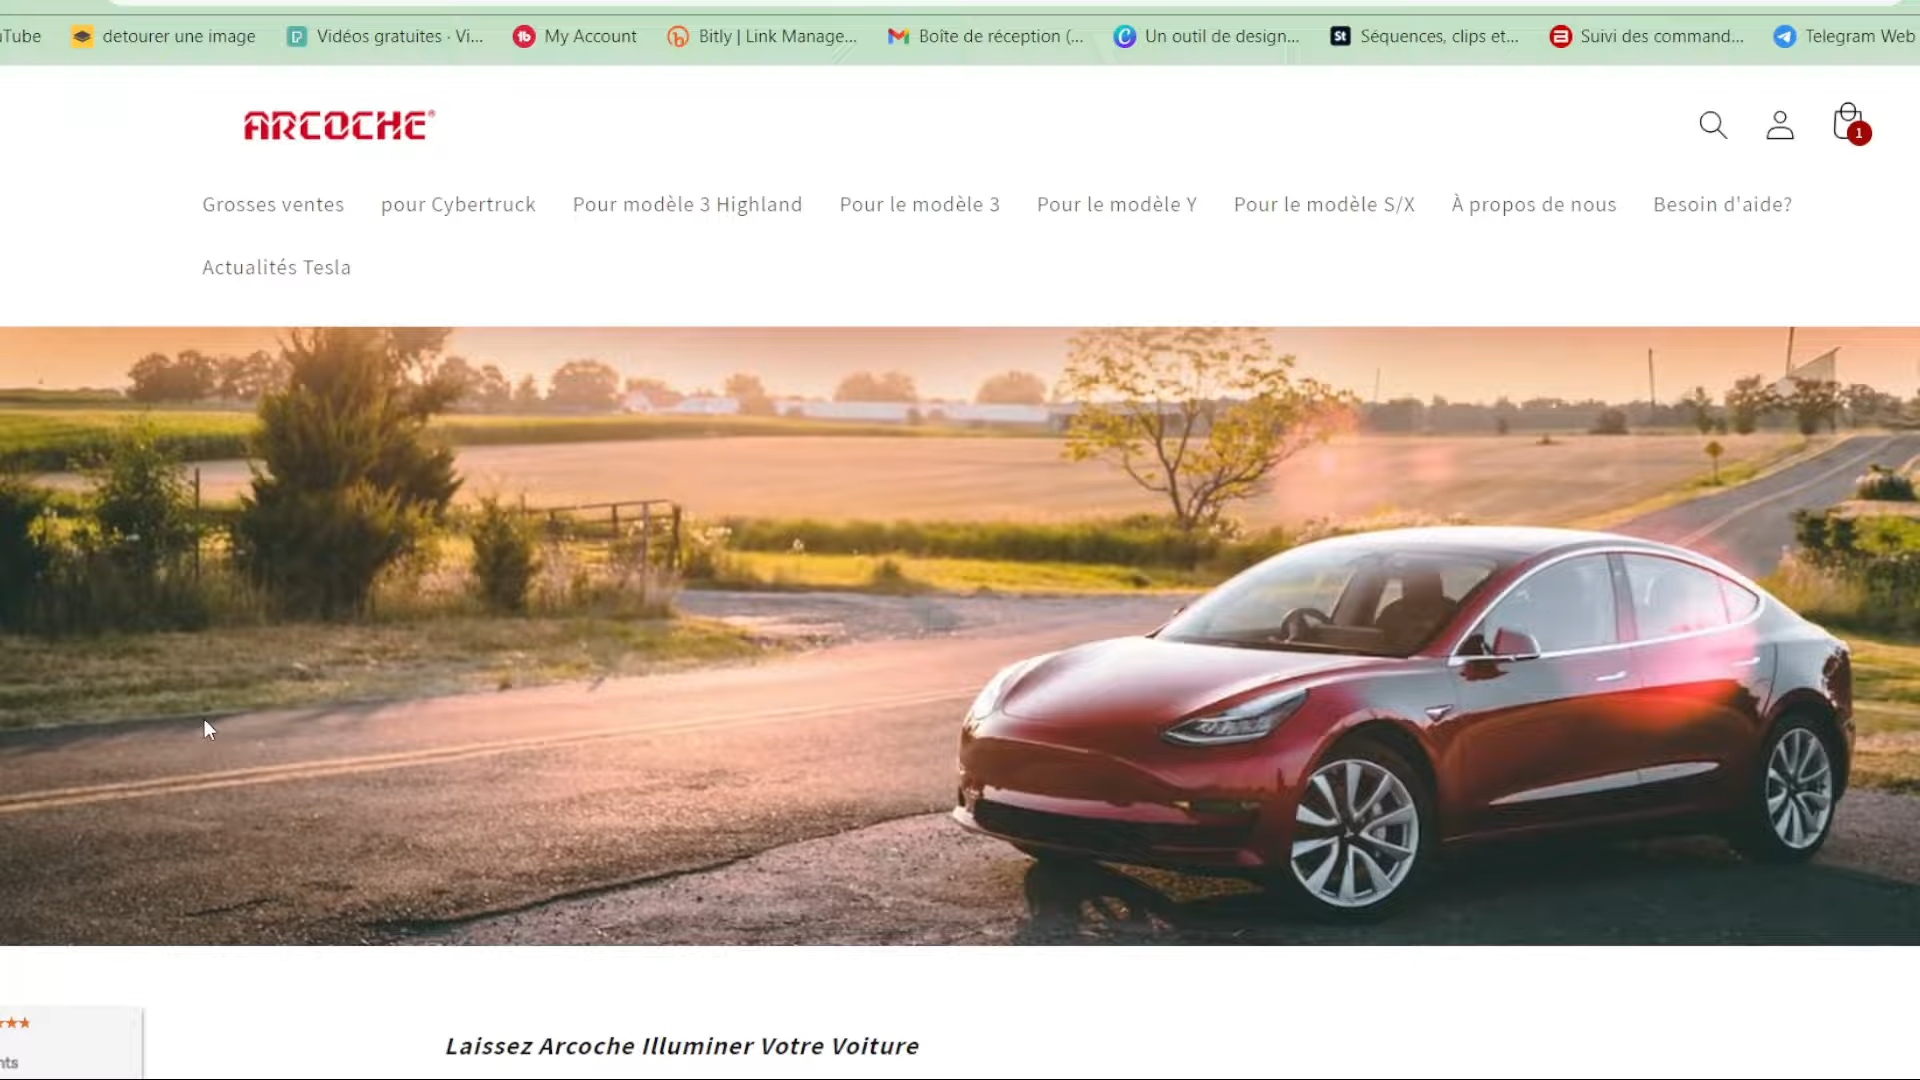 Tube detourer une image Vidéos gratuites · Vi... My Account Bitly | Link Manage... Boîte de réception (... Un outil de design... Séquences, clips et... Suivi des command... Telegram Web
ARCOCHE®
1
Grosses ventes pour Cybertruck Pour modèle 3 Highland Pour le modèle 3 Pour le modèle Y Pour le modèle S/X À propos de nous Besoin d'aide?
Actualités Tesla
Laissez Arcoche Illuminer Votre Voiture
nts